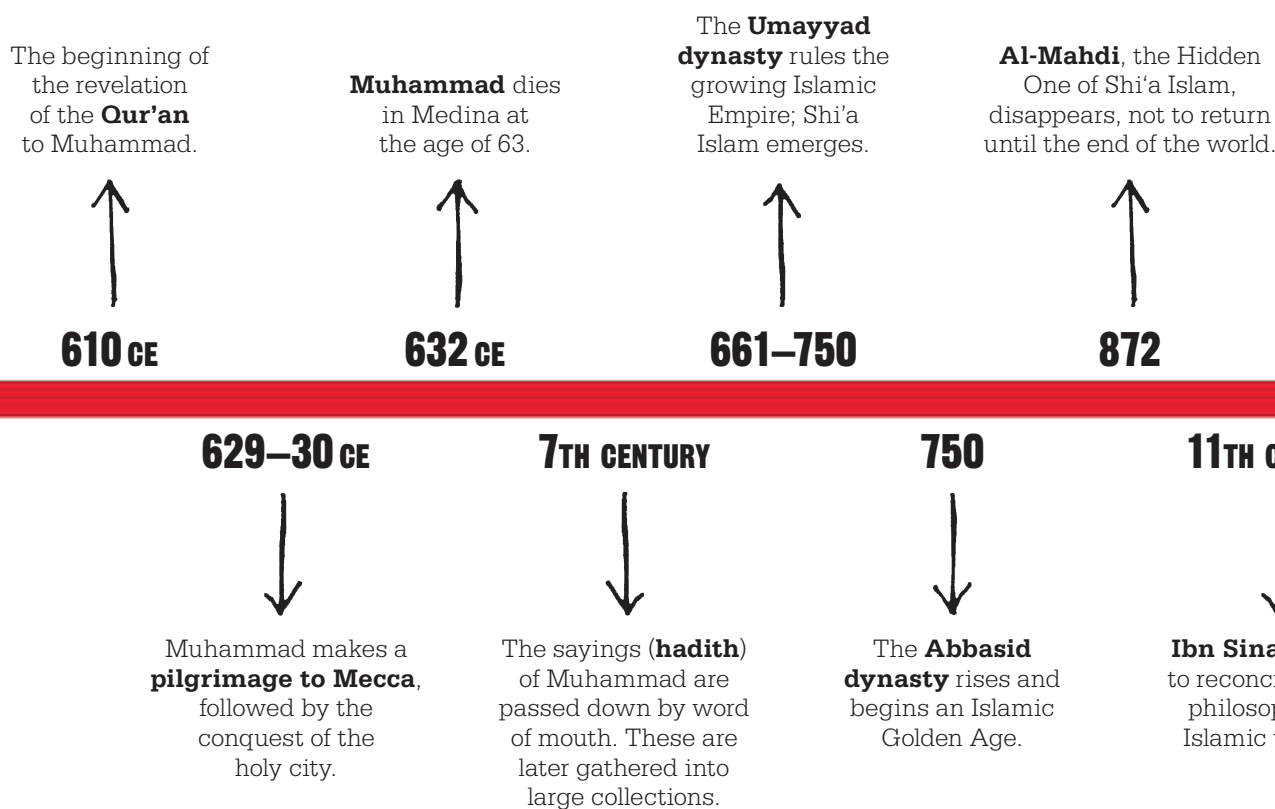 The beginning of
the revelation
of the Qur’an
to Muhammad.
610 CE
629–30 CE
Muhammad makes a
pilgrimage to Mecca,
followed by the
conquest of the
holy city.
Muhammad dies
in Medina at
the age of 63.
632 CE
7TH CENTURY
The sayings (hadith)
of Muhammad are
passed down by word
of mouth. These are
later gathered into
large collections.
The Umayyad
dynasty rules the
growing Islamic
Empire; Shi’a
Islam emerges.
661–750
750
The Abbasid
dynasty rises and
begins an Islamic
Golden Age.
Al-Mahdi, the Hidden
One of Shi‘a Islam,
disappears, not to return
until the end of the world.
872
11TH
Ibn Sina
to
Islamic